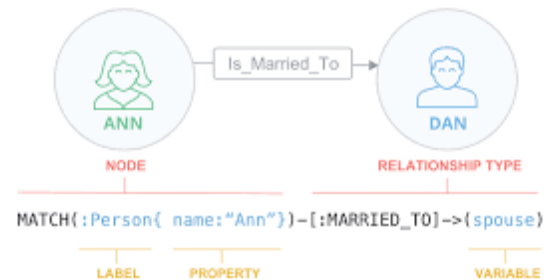 Is_Married_To
ANN DAN
NODE RELATIONSHIP TYPE
MATCH(:Person{ name:“Ann”})-[:MARRIED_TO]->(spouse)
LABEL PROPERTY VARIABLE